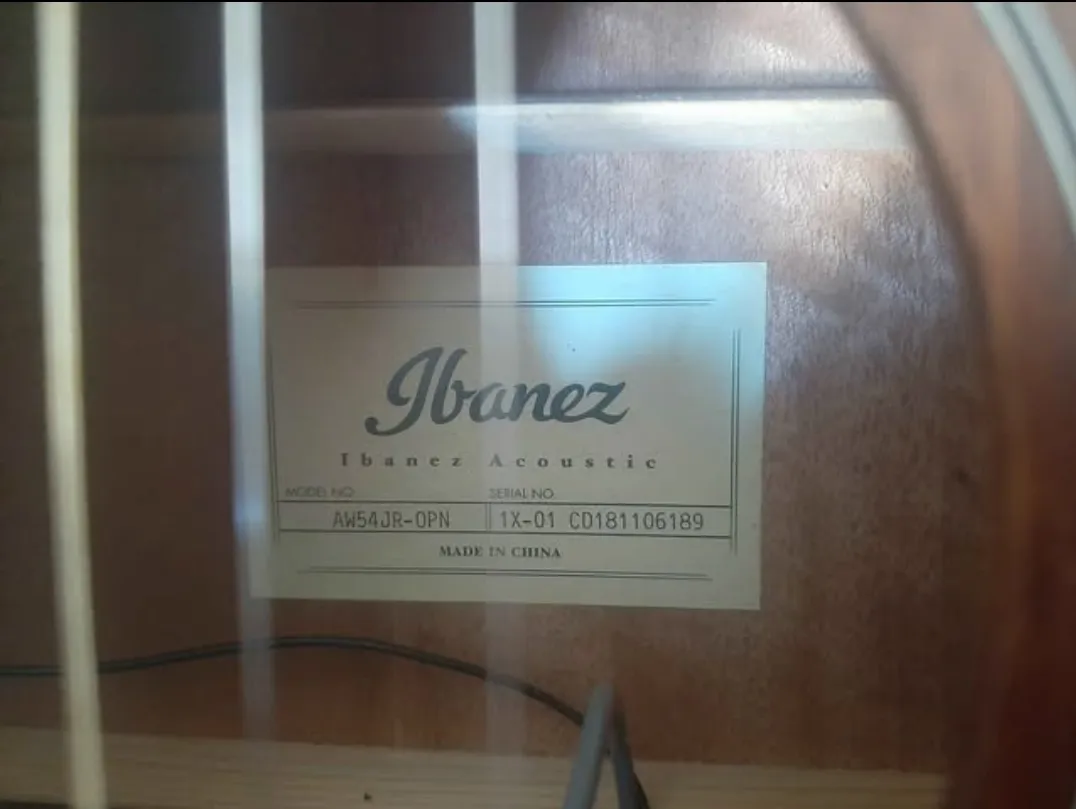 Ibanez
Ibanez Acoustic
MODEL NO. SERIAL NO.
AW54JR-OPN 1X-01 CD181106189
MADE IN CHINA